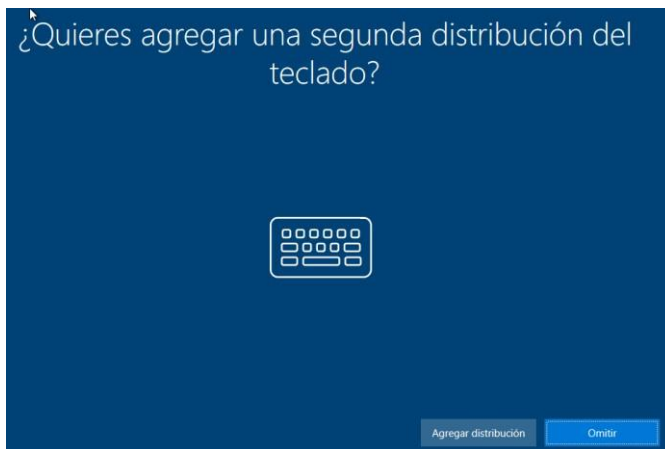 ¿Quieres agregar una segunda distribución del
teclado?
Agregar distribución
Omitir